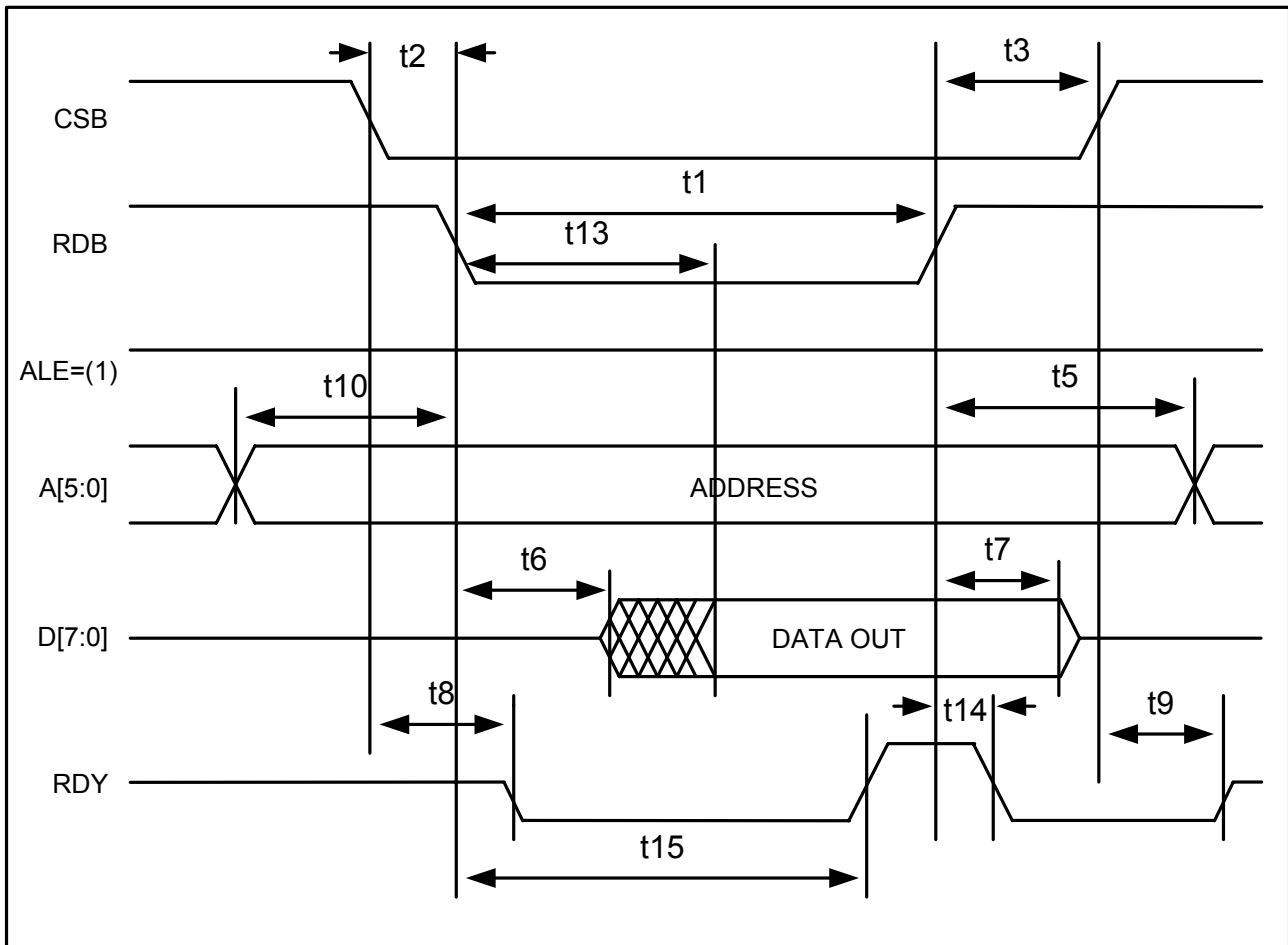 t2
t3
CSB
t1
RDB
t13
ALE=(1)
t10
t5
A[5:0]
ADDRESS
t6
t7
D[7:0]
DATA OUT
t8
t14
t9
RDY
t15